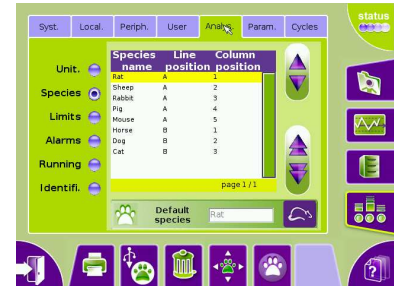 status
Syst. Local. Periph. User Analys. Param. Cycles
Unit.
Species
Limits
Alarms
Running
Identifi.
Species name Line position Column position
Rat A 1
Sheep A 2
Rabbit A 3
Pig A 4
Mouse A 5
Horse B 1
Dog B 2
Cat B 3
page 1 / 1
Default species Rat